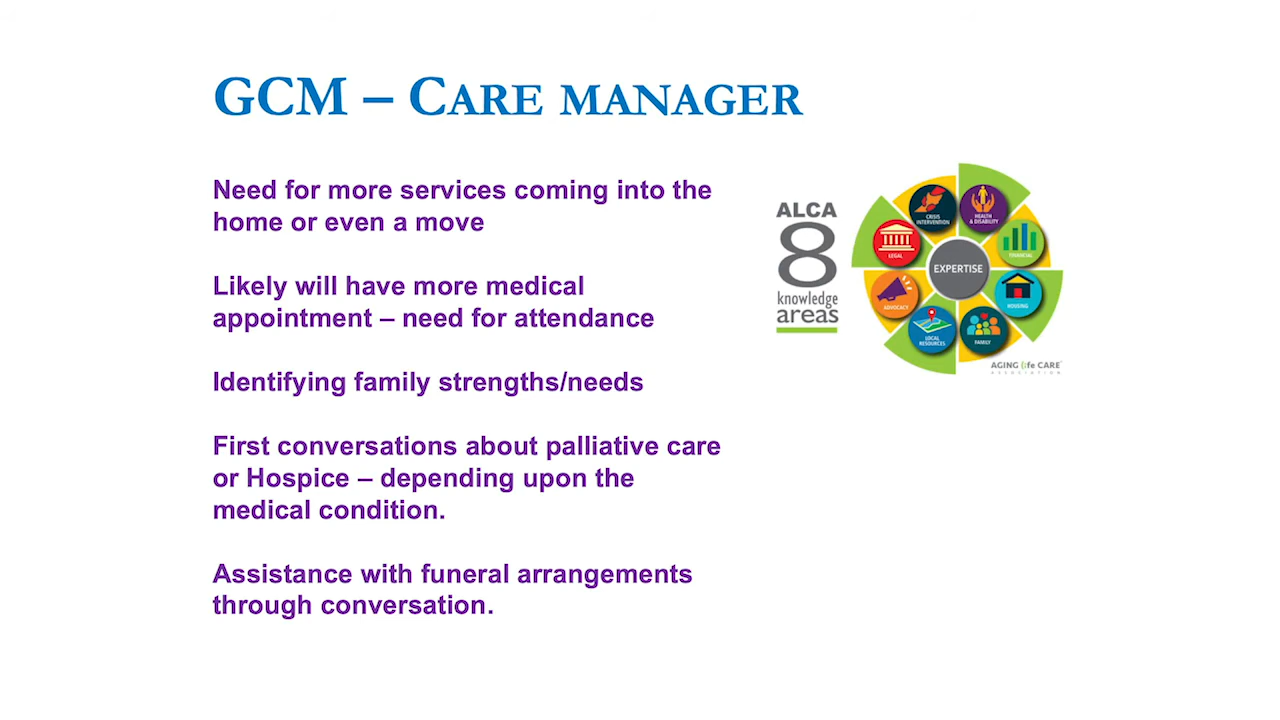 GCM – CARE MANAGER
Need for more services coming into the
home or even a move
Likely will have more medical
appointment – need for attendance
Identifying family strengths/needs
First conversations about palliative care
or Hospice – depending upon the
medical condition.
Assistance with funeral arrangements
through conversation.
ALCA
8
knowledge
areas
CRISIS
INTERVENTION
HEALTH
& DISABILITY
LEGAL
FINANCIAL
EXPERTISE
ADVOCACY
HOUSING
LOCAL
RESOURCES
FAMILY
AGING life CARE
ASSOCIATION